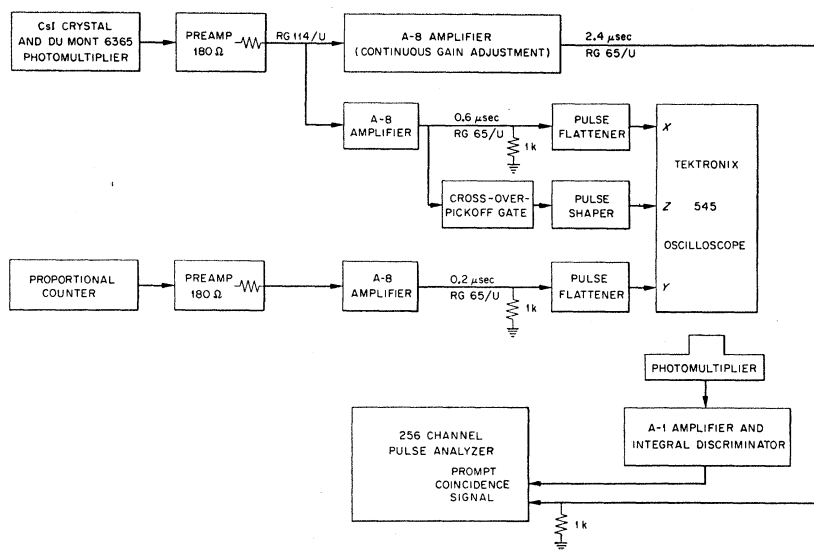 CsI CRYSTAL
AND DU MONT 6365
PHOTOMULTIPLIER
PREAMP
180 Ω
RG 114/U
A-8 AMPLIFIER
(CONTINUOUS GAIN ADJUSTMENT)
2.4 μsec
RG 65/U
A-8
AMPLIFIER
0.6 μsec
RG 65/U
1k
PULSE
FLATTENER
X
TEKTRONIX
CROSS-OVER-
PICKOFF GATE
PULSE
SHAPER
Z
545
OSCILLOSCOPE
PROPORTIONAL
COUNTER
PREAMP
180 Ω
A-8
AMPLIFIER
0.2 μsec
RG 65/U
1k
PULSE
FLATTENER
Y
PHOTOMULTIPLIER
A-1 AMPLIFIER AND
INTEGRAL DISCRIMINATOR
256 CHANNEL
PULSE ANALYZER
PROMPT
COINCIDENCE
SIGNAL
1k